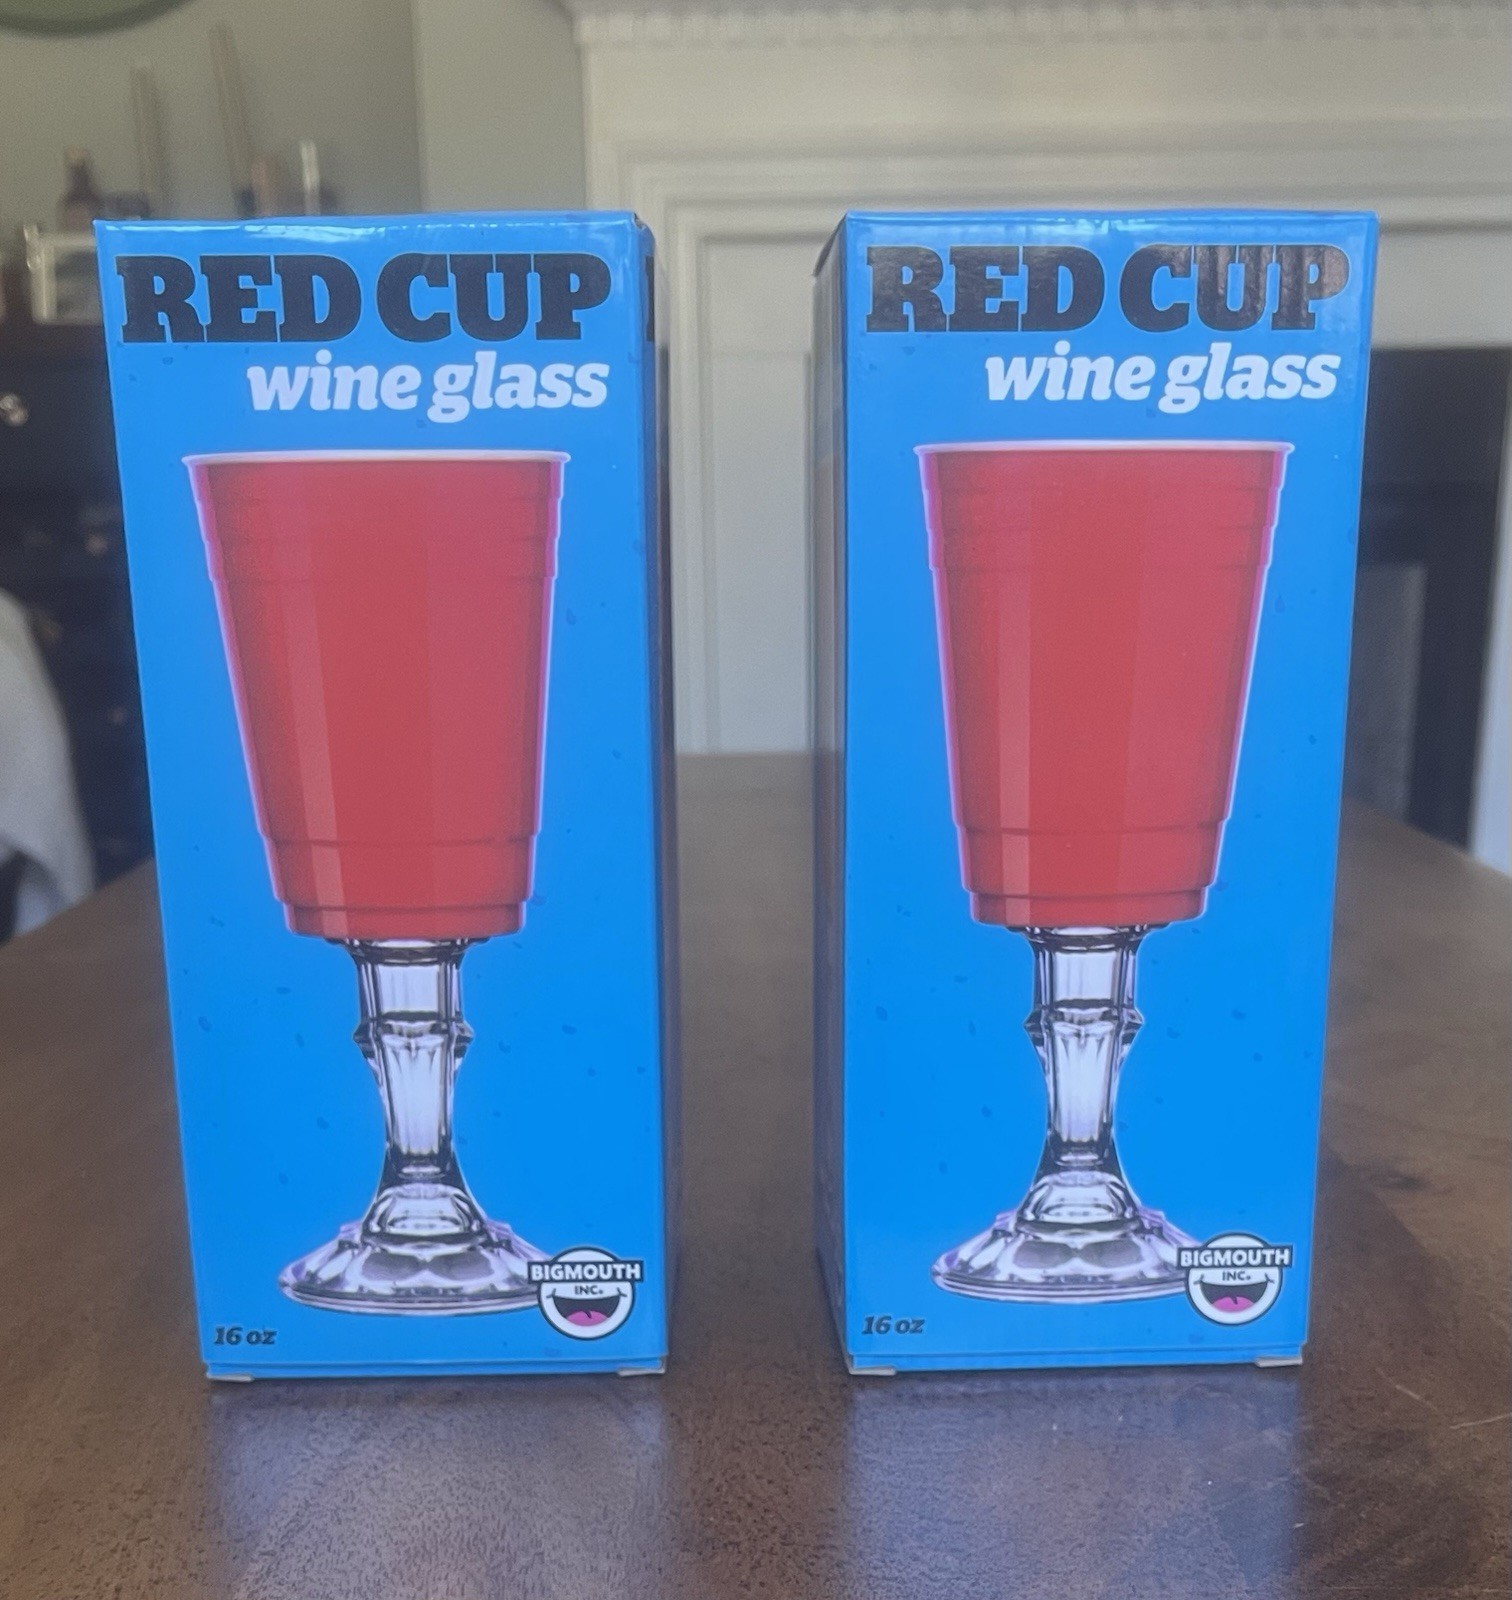 RED CUP
wine glass
BIGMOUTH
INC.
16 oz
RED CUP
wine glass
BIGMOUTH
INC.
16 oz